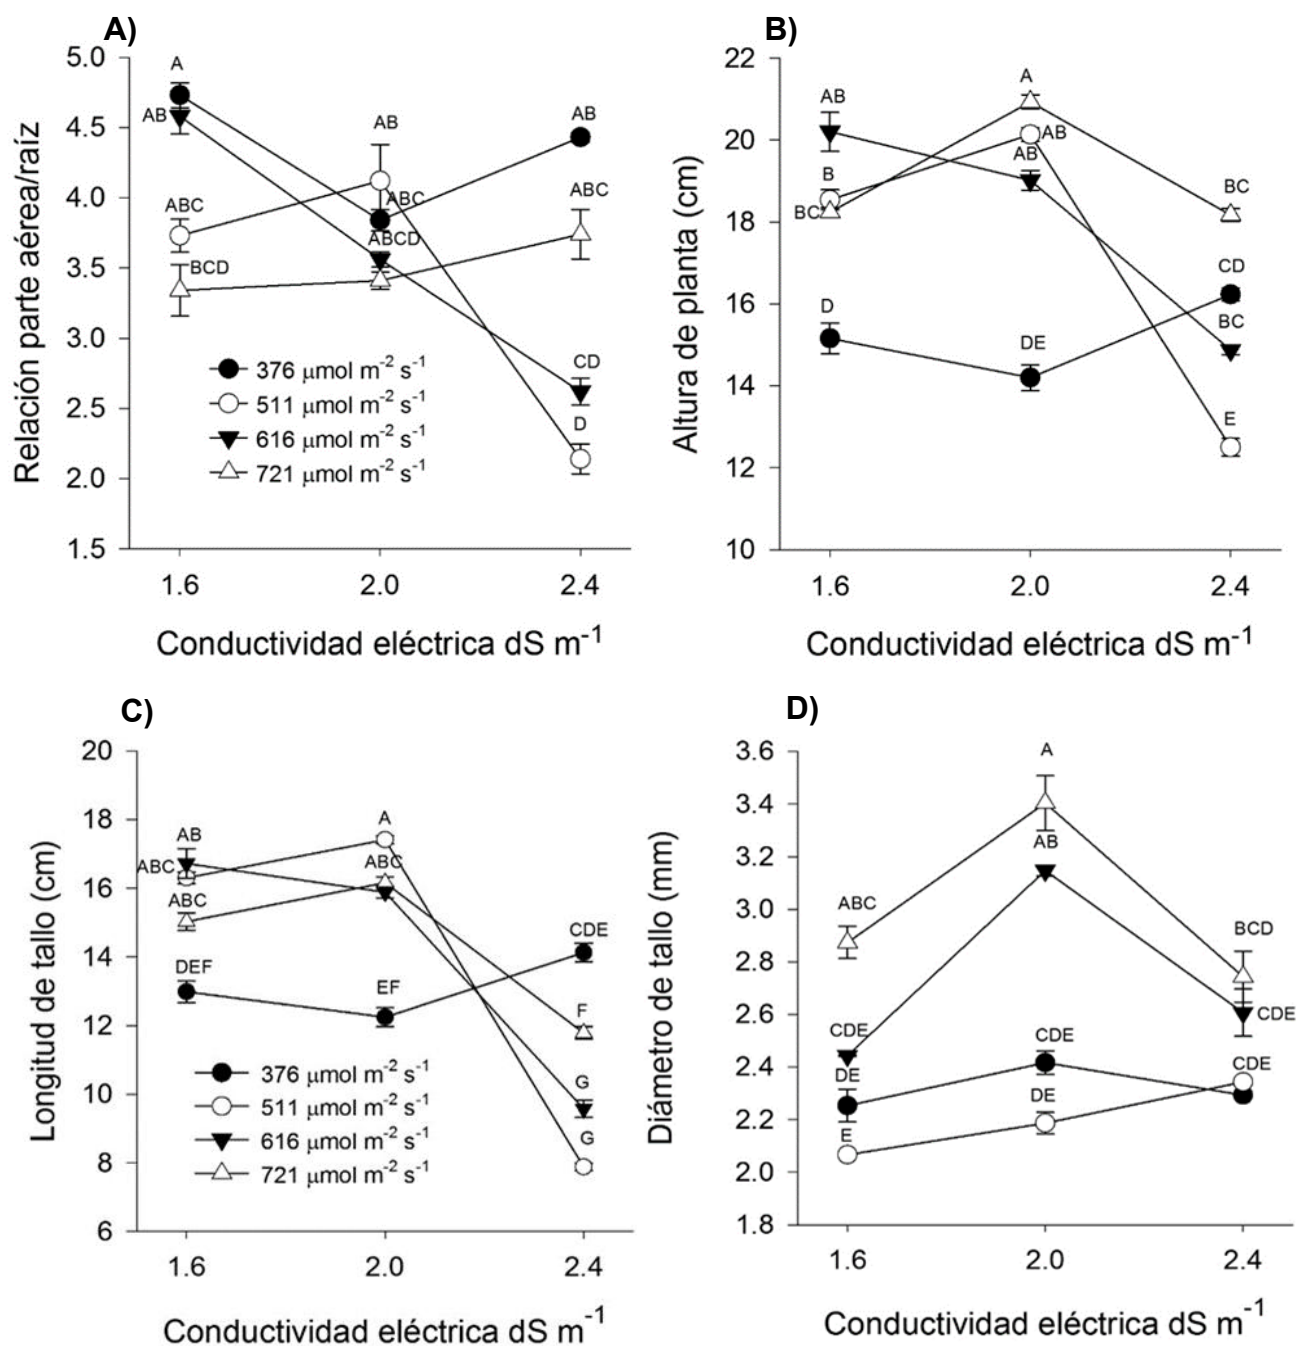 A)
5.0
4.5
4.0
3.5
3.0
2.5
2.0
1.5
Relación parte aérea/raíz
A
AB
ABC
BCD
AB
ABC
ABCD
AB
ABC
CD
D
376 μmol m-2 s-1
511 μmol m-2 s-1
616 μmol m-2 s-1
721 μmol m-2 s-1
1.6 2.0 2.4
Conductividad eléctrica dS m-1
B)
22
20
18
16
14
12
10
Altura de planta (cm)
AB
B
BC
D
A
AB
AB
DE
BC
CD
BC
E
1.6 2.0 2.4
Conductividad eléctrica dS m-1
C)
20
18
16
14
12
10
8
6
Longitud de tallo (cm)
AB
ABC
ABC
DEF
A
ABC
EF
CDE
F
G
G
376 μmol m-2 s-1
511 μmol m-2 s-1
616 μmol m-2 s-1
721 μmol m-2 s-1
1.6 2.0 2.4
Conductividad eléctrica dS m-1
D)
3.6
3.4
3.2
3.0
2.8
2.6
2.4
2.2
2.0
1.8
Diámetro de tallo (mm)
ABC
CDE
DE
E
A
AB
CDE
DE
BCD
CDE
CDE
1.6 2.0 2.4
Conductividad eléctrica dS m-1